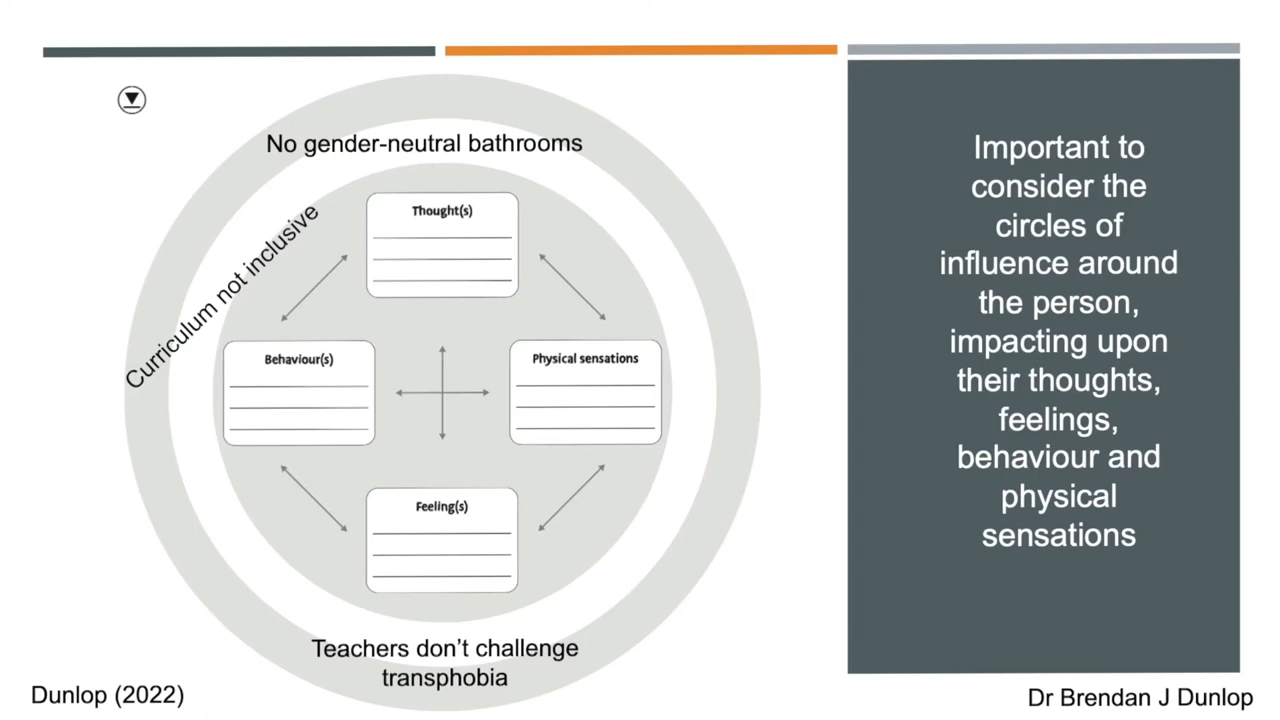 No gender-neutral bathrooms
Curriculum not inclusive
Thought(s)
Behaviour(s)
Physical sensations
Feeling(s)
Teachers don’t challenge
transphobia
Dunlop (2022)
Important to
consider the
circles of
influence around
the person,
impacting upon
their thoughts,
feelings,
behaviour and
physical
sensations
Dr Brendan J Dunlop